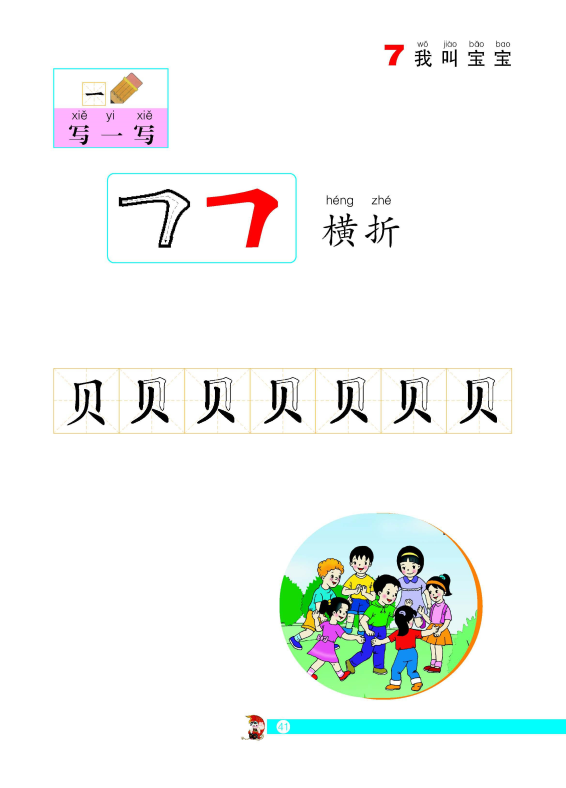 wǒ jiào bǎo bao
7 我 叫 宝 宝
一
xiě yi xiě
写 一 写
héng zhé
横 折
贝 贝 贝 贝 贝 贝 贝
41